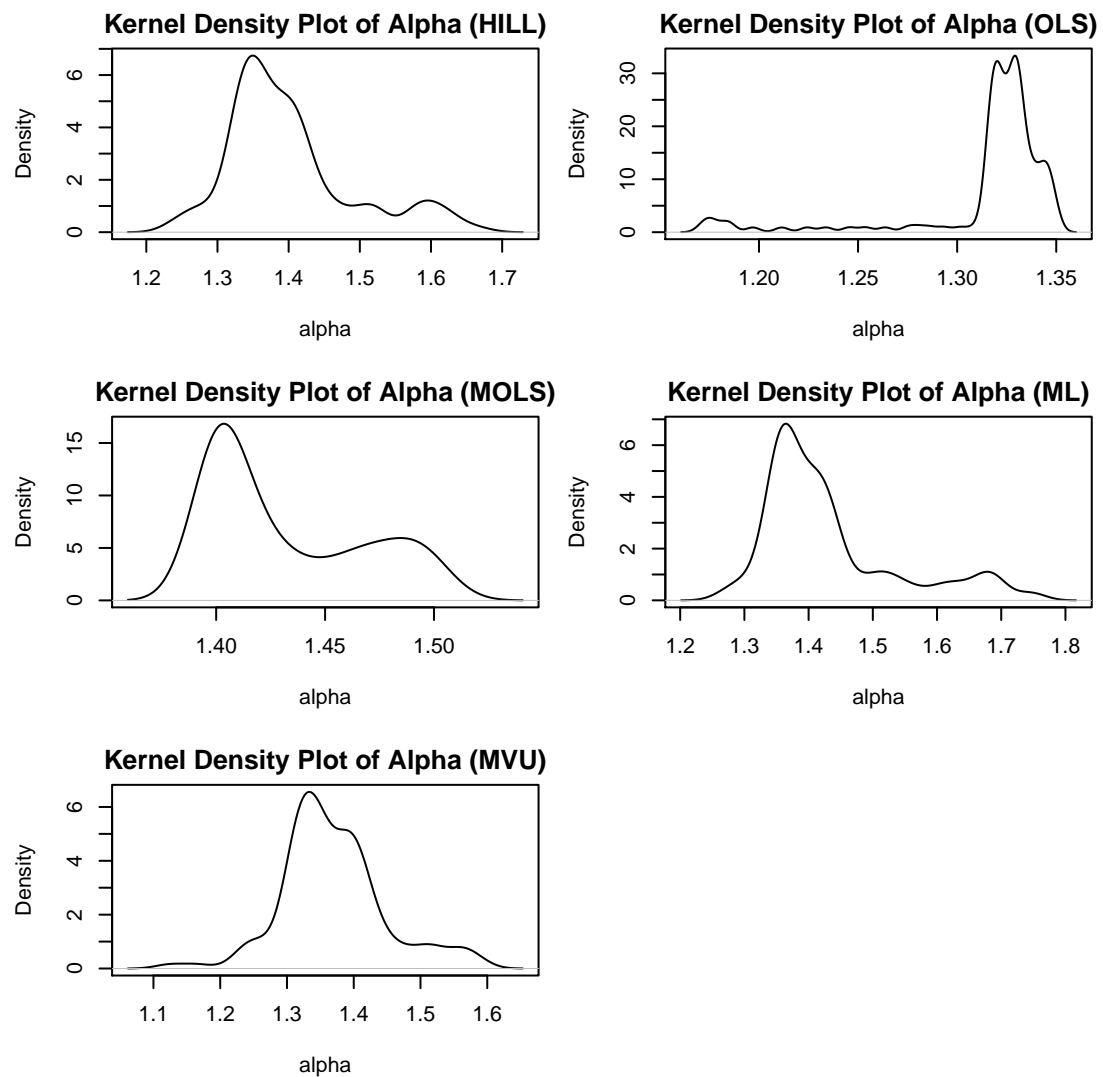 Kernel Density Plot of Alpha (HILL)
Density
0 2 4 6
1.2 1.3 1.4 1.5 1.6 1.7
alpha
Kernel Density Plot of Alpha (OLS)
Density
0 10 20 30
1.20 1.25 1.30 1.35
alpha
Kernel Density Plot of Alpha (MOLS)
Density
0 5 10 15
1.40 1.45 1.50
alpha
Kernel Density Plot of Alpha (ML)
Density
0 2 4 6
1.2 1.3 1.4 1.5 1.6 1.7 1.8
alpha
Kernel Density Plot of Alpha (MVU)
Density
0 2 4 6
1.1 1.2 1.3 1.4 1.5 1.6
alpha